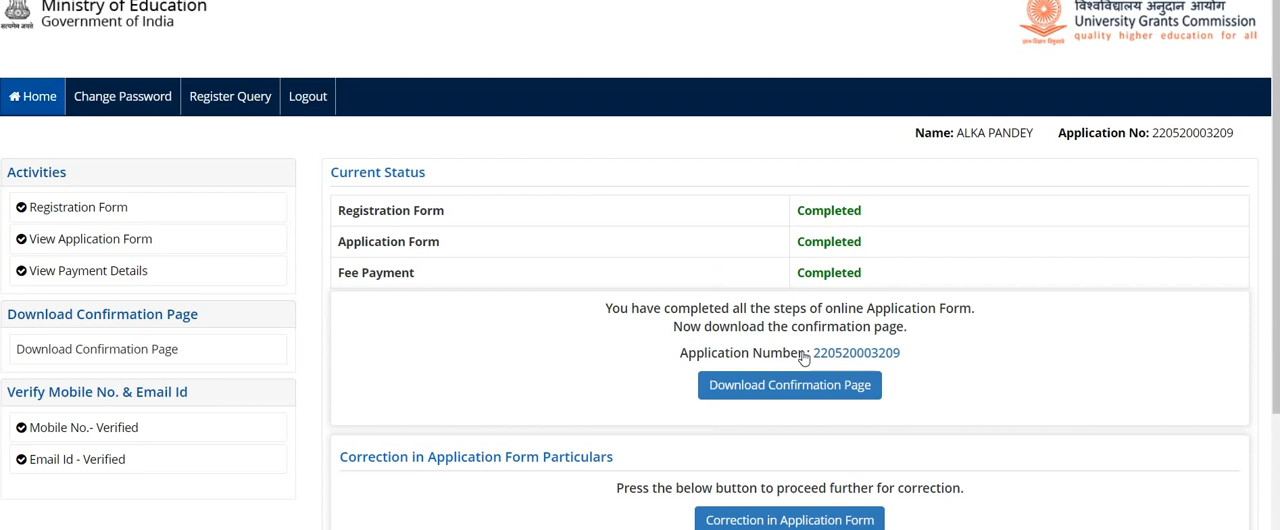 Ministry of Education
Government of India
सत्यमेव जयते
विश्वविद्यालय अनुदान आयोग
University Grants Commission
quality higher education for all
Home
Change Password
Register Query
Logout
Name: ALKA PANDEY
Application No: 220520003209
Activities
Registration Form
View Application Form
View Payment Details
Download Confirmation Page
Download Confirmation Page
Verify Mobile No. & Email Id
Mobile No.- Verified
Email Id - Verified
Current Status
Registration Form Completed
Application Form Completed
Fee Payment Completed
You have completed all the steps of online Application Form.
Now download the confirmation page.
Application Number : 220520003209
Download Confirmation Page
Correction in Application Form Particulars
Press the below button to proceed further for correction.
Correction in Application Form